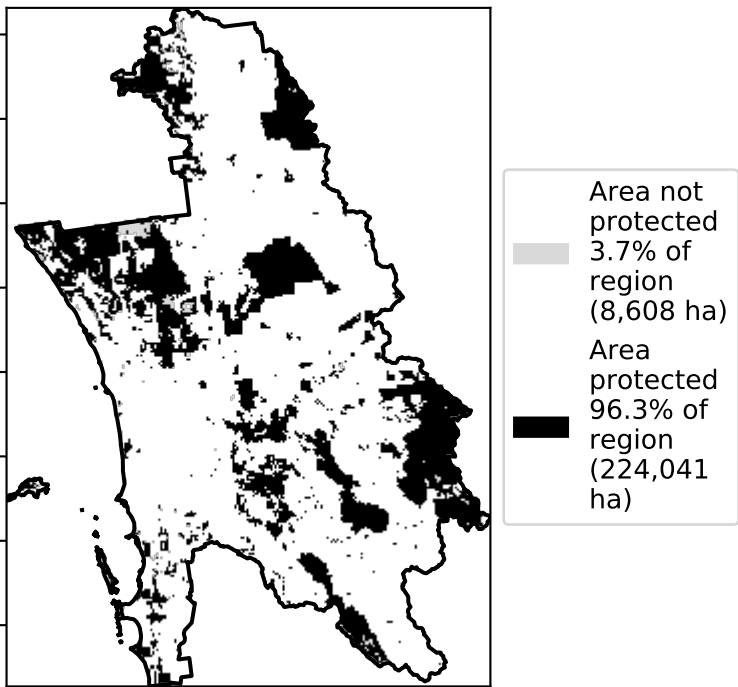 Area not
protected
3.7% of
region
(8,608 ha)
Area
protected
96.3% of
region
(224,041
ha)